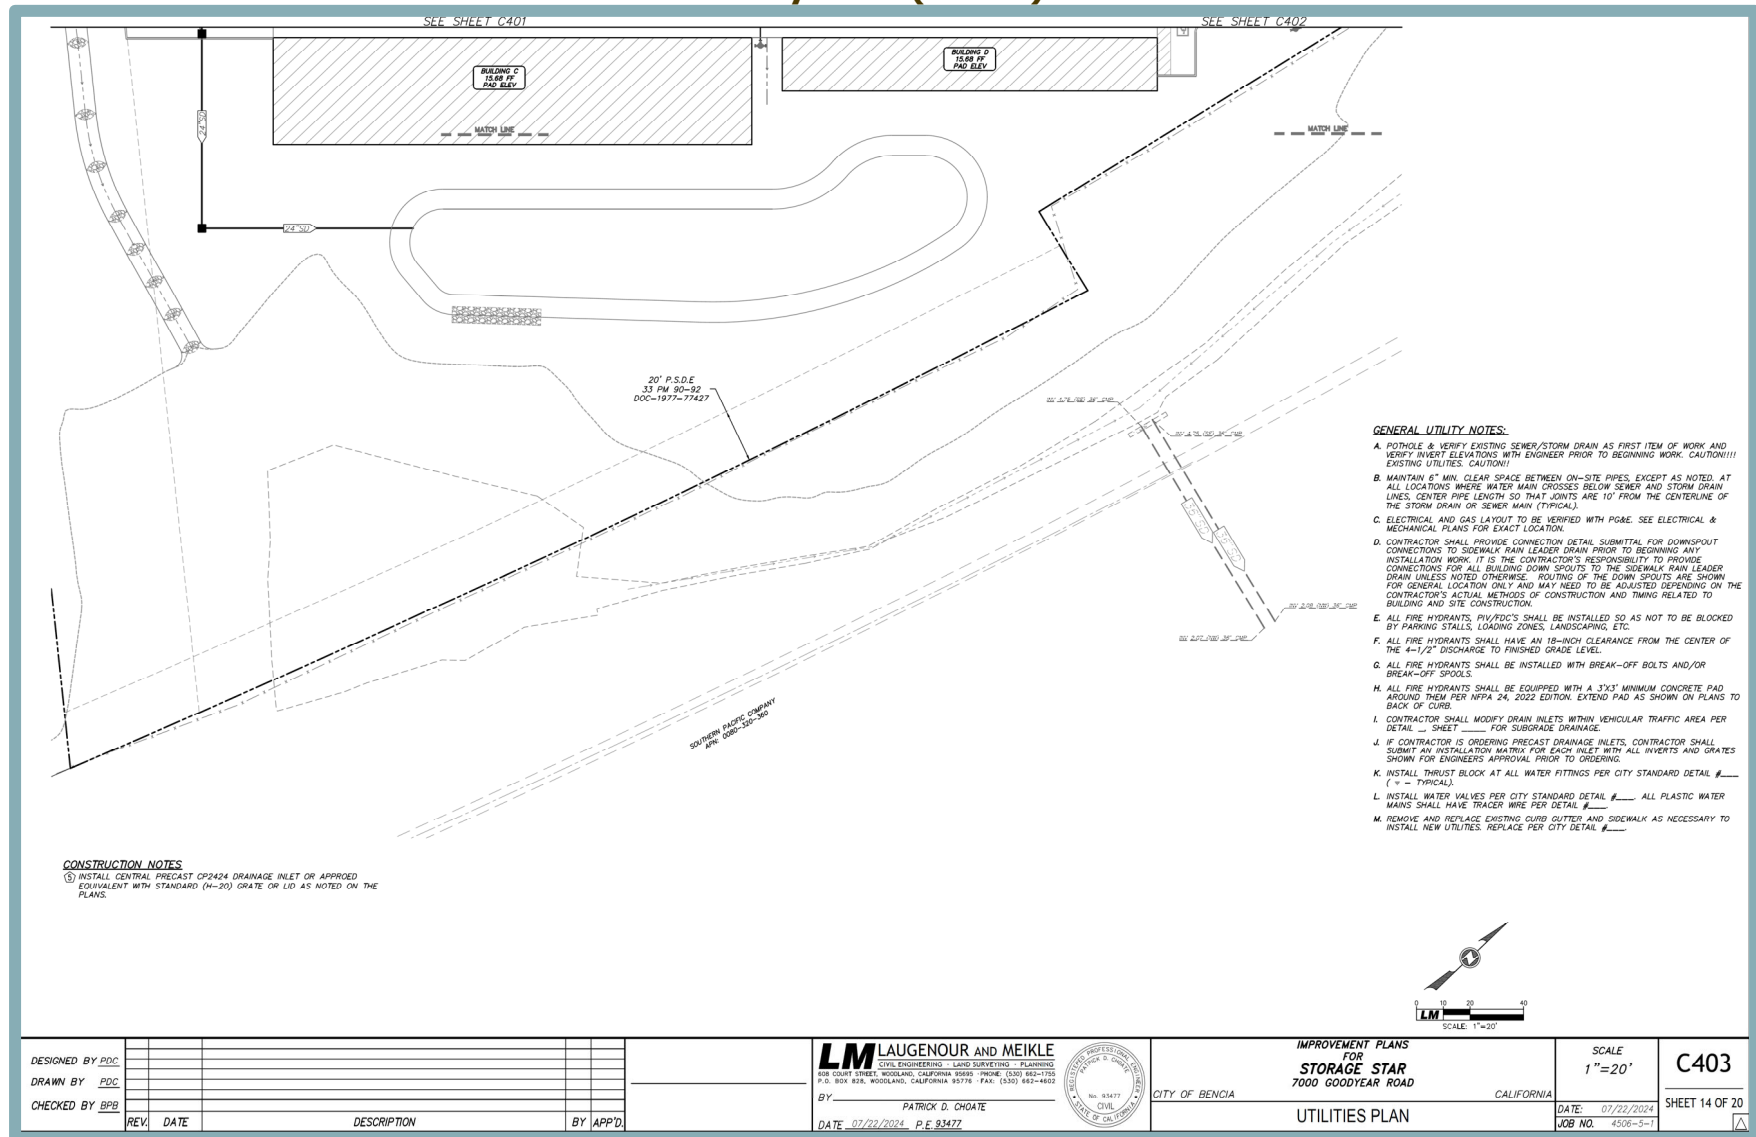 SEE SHEET C401
SEE SHEET C402
BUILDING C
15.68 FF
PAD ELEV
BUILDING D
15.68 FF
PAD ELEV
MATCH LINE
MATCH LINE
24"SD
24"SD
20' P.S.D.E
33 PM 90-92
DOC-1977-77427
SOUTHERN PACIFIC COMPANY
APN: 0080-320-360
GENERAL UTILITY NOTES:
A. POTHOLE & VERIFY EXISTING SEWER/STORM DRAIN AS FIRST ITEM OF WORK AND
VERIFY INVERT ELEVATIONS WITH ENGINEER PRIOR TO BEGINNING WORK. CAUTION!!!!
EXISTING UTILITIES. CAUTION!!
B. MAINTAIN 6" MIN. CLEAR SPACE BETWEEN ON-SITE PIPES, EXCEPT AS NOTED. AT
ALL LOCATIONS WHERE WATER MAIN CROSSES BELOW SEWER AND STORM DRAIN
LINES, CENTER PIPE LENGTH SO THAT JOINTS ARE 10' FROM THE CENTERLINE OF
THE STORM DRAIN OR SEWER MAIN (TYPICAL).
C. ELECTRICAL AND GAS LAYOUT TO BE VERIFIED WITH PG&E. SEE ELECTRICAL &
MECHANICAL PLANS FOR EXACT LOCATION.
D. CONTRACTOR SHALL PROVIDE CONNECTION DETAIL SUBMITTAL FOR DOWNSPOUT
CONNECTIONS TO SIDEWALK RAIN LEADER DRAIN PRIOR TO BEGINNING ANY
INSTALLATION WORK. IT IS THE CONTRACTOR'S RESPONSIBILITY TO PROVIDE
CONNECTIONS FOR ALL BUILDING DOWN SPOUTS TO THE SIDEWALK RAIN LEADER
DRAIN UNLESS NOTED OTHERWISE. ROUTING OF THE DOWN SPOUTS ARE SHOWN
FOR GENERAL LOCATION ONLY AND MAY NEED TO BE ADJUSTED DEPENDING ON THE
CONTRACTOR'S ACTUAL METHODS OF CONSTRUCTION AND TIMING RELATED TO
BUILDING AND SITE CONSTRUCTION.
E. ALL FIRE HYDRANTS, PIV/FDC'S SHALL BE INSTALLED SO AS NOT TO BE BLOCKED
BY PARKING STALLS, LOADING ZONES, LANDSCAPING, ETC.
F. ALL FIRE HYDRANTS SHALL HAVE AN 18-INCH CLEARANCE FROM THE CENTER OF
THE 4-1/2" DISCHARGE TO FINISHED GRADE LEVEL.
G. ALL FIRE HYDRANTS SHALL BE INSTALLED WITH BREAK-OFF BOLTS AND/OR
BREAK-OFF SPOOLS.
H. ALL FIRE HYDRANTS SHALL BE EQUIPPED WITH A 3'X3' MINIMUM CONCRETE PAD
AROUND THEM PER NFPA 24, 2022 EDITION. EXTEND PAD AS SHOWN ON PLANS TO
BACK OF CURB.
I. CONTRACTOR SHALL MODIFY DRAIN INLETS WITHIN VEHICULAR TRAFFIC AREA PER
DETAIL _, SHEET ____ FOR SUBGRADE DRAINAGE.
J. IF CONTRACTOR IS ORDERING PRECAST DRAINAGE INLETS, CONTRACTOR SHALL
SUBMIT AN INSTALLATION MATRIX FOR EACH INLET WITH ALL INVERTS AND GRATES
SHOWN FOR ENGINEERS APPROVAL PRIOR TO ORDERING.
K. INSTALL THRUST BLOCK AT ALL WATER FITTINGS PER CITY STANDARD DETAIL #___
( - TYPICAL).
L. INSTALL WATER VALVES PER CITY STANDARD DETAIL #___. ALL PLASTIC WATER
MAINS SHALL HAVE TRACER WIRE PER DETAIL #___.
M. REMOVE AND REPLACE EXISTING CURB GUTTER AND SIDEWALK AS NECESSARY TO
INSTALL NEW UTILITIES. REPLACE PER CITY DETAIL #___.
CONSTRUCTION NOTES
5 INSTALL CENTRAL PRECAST CP2424 DRAINAGE INLET OR APPROED
EQUIVALENT WITH STANDARD (H-20) GRATE OR LID AS NOTED ON THE
PLANS.
0 10 20 40
LM
SCALE: 1"=20'
DESIGNED BY PDC
DRAWN BY PDC
CHECKED BY BPB
REV. DATE DESCRIPTION BY APP'D.
LM LAUGENOUR AND MEIKLE
CIVIL ENGINEERING · LAND SURVEYING · PLANNING
608 COURT STREET, WOODLAND, CALIFORNIA 95695 · PHONE: (530) 662-1755
P.O. BOX 828, WOODLAND, CALIFORNIA 95776 · FAX: (530) 662-4602
BY
PATRICK D. CHOATE
DATE 07/22/2024 P.E. 93477
REGISTERED PROFESSIONAL ENGINEER
PATRICK D. CHOATE
No. 93477
CIVIL
STATE OF CALIFORNIA
IMPROVEMENT PLANS
FOR
STORAGE STAR
7000 GOODYEAR ROAD
CITY OF BENCIA CALIFORNIA
UTILITIES PLAN
SCALE
1"=20'
DATE: 07/22/2024
JOB NO. 4506-5-1
C403
SHEET 14 OF 20